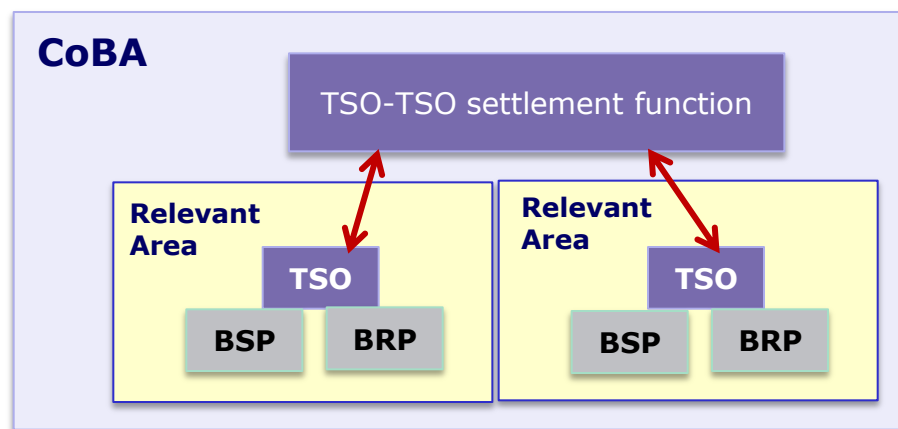 CoBA
TSO-TSO settlement function
Relevant
Area
TSO
BSP
BRP
Relevant
Area
TSO
BSP
BRP